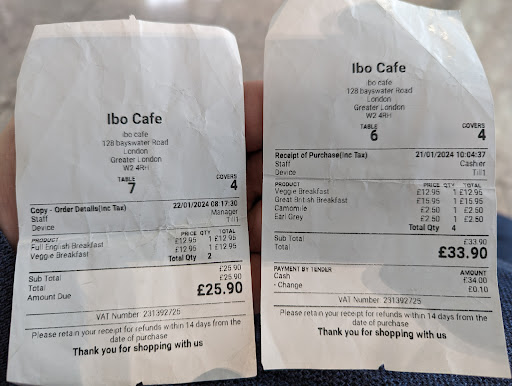 Ibo Cafe
ibo cafe
128 bayswater Road
London
Greater London
W2 4RH
TABLE COVERS
7 4
Copy - Order Details(Inc Tax) 22/01/2024 08:17:30
Staff Manager
Device Till1
PRODUCT PRICE QTY TOTAL
Full English Breakfast £12.95 1 £12.95
Veggie Breakfast £12.95 1 £12.95
Total Qty 2
Sub Total £25.90
Total £25.90
Amount Due £25.90
VAT Number 231392725
Please retain your receipt for refunds within 14 days from the
date of purchase
Thank you for shopping with us
Ibo Cafe
ibo cafe
128 bayswater Road
London
Greater London
W2 4RH
TABLE COVERS
6 4
Receipt of Purchase(Inc Tax) 21/01/2024 10:04:37
Staff Cashier
Device Till1
PRODUCT PRICE QTY TOTAL
Veggie Breakfast £12.95 1 £12.95
Great British Breakfast £15.95 1 £15.95
Camomile £2.50 1 £2.50
Earl Grey £2.50 1 £2.50
Total Qty 4
Sub Total £33.90
Total £33.90
PAYMENT BY TENDER AMOUNT
Cash £34.00
- Change £0.10
VAT Number 231392725
Please retain your receipt for refunds within 14 days from the
date of purchase
Thank you for shopping with us